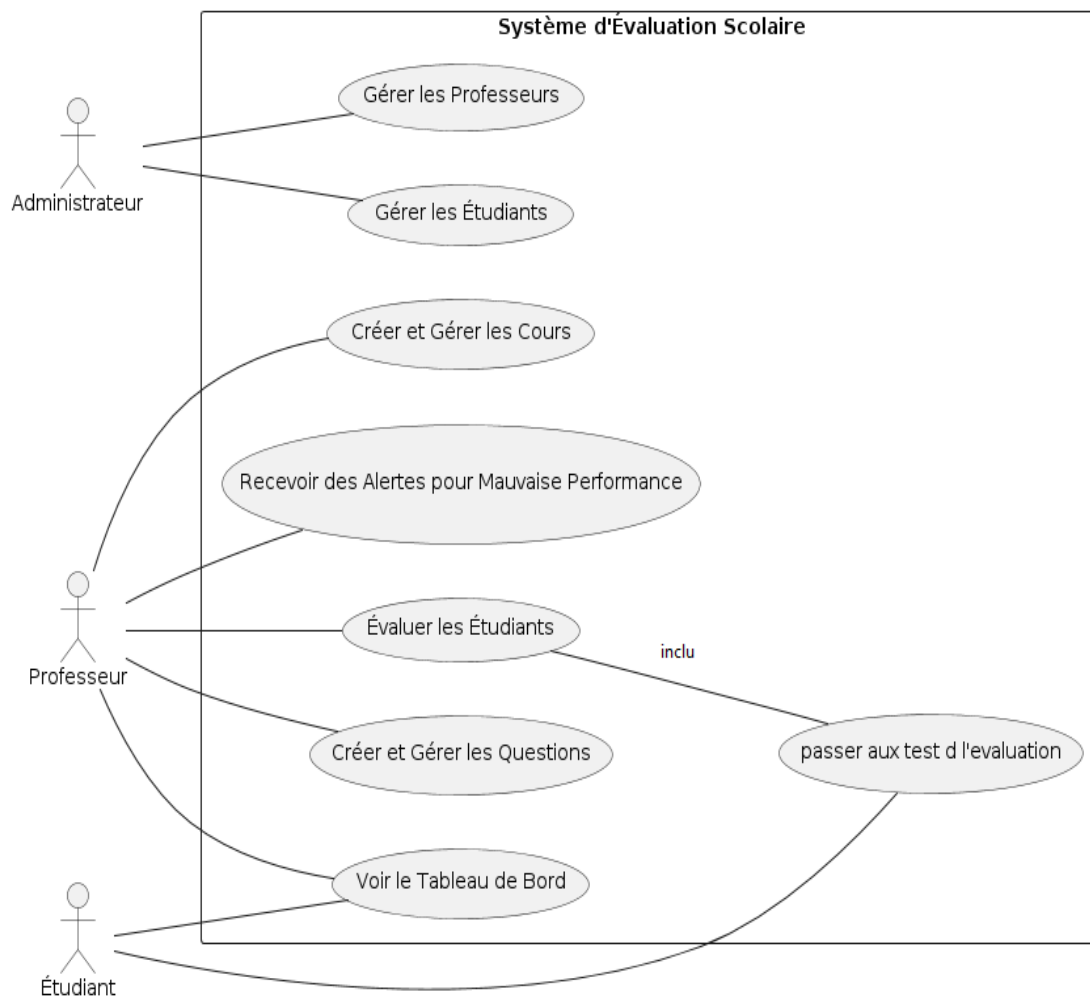 Système d'Évaluation Scolaire
Gérer les Professeurs
Administrateur
Gérer les Étudiants
Créer et Gérer les Cours
Recevoir des Alertes pour Mauvaise Performance
Professeur
Évaluer les Étudiants
inclu
Créer et Gérer les Questions
passer aux test d l'evaluation
Voir le Tableau de Bord
Étudiant